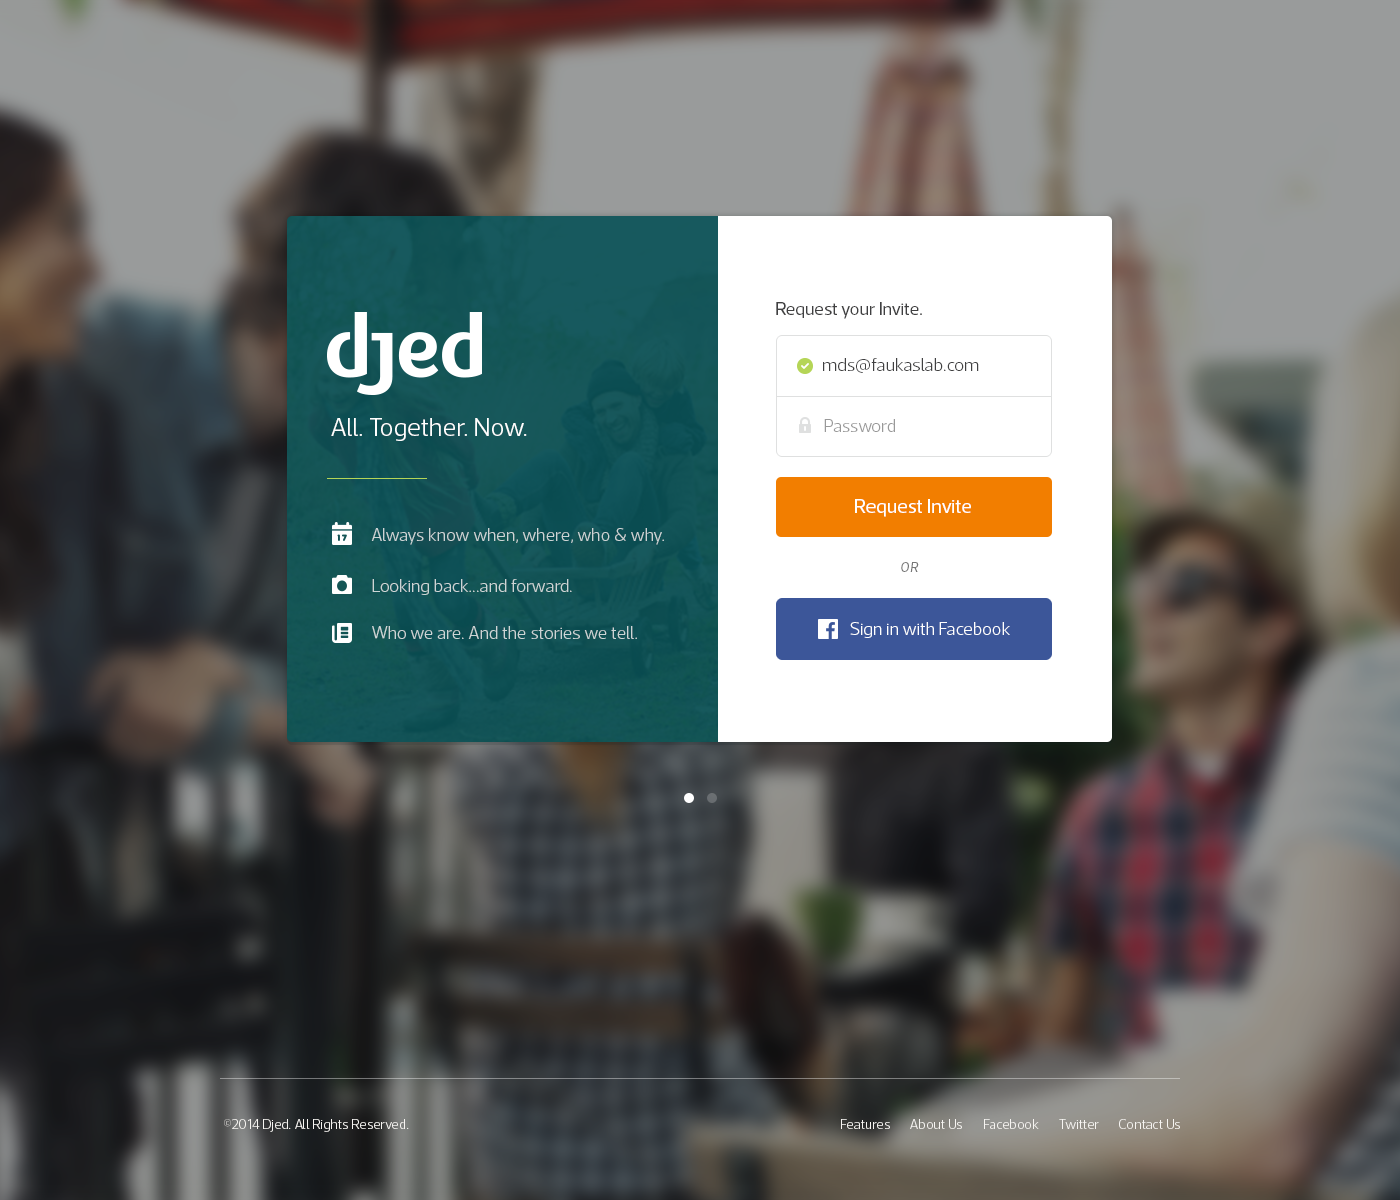 djed
All. Together. Now.
17
Always know when, where, who & why.
Looking back...and forward.
Who we are. And the stories we tell.
Request your Invite.
mds@faukaslab.com
Password
Request Invite
OR
Sign in with Facebook
©2014 Djed. All Rights Reserved.
Features About Us Facebook Twitter Contact Us